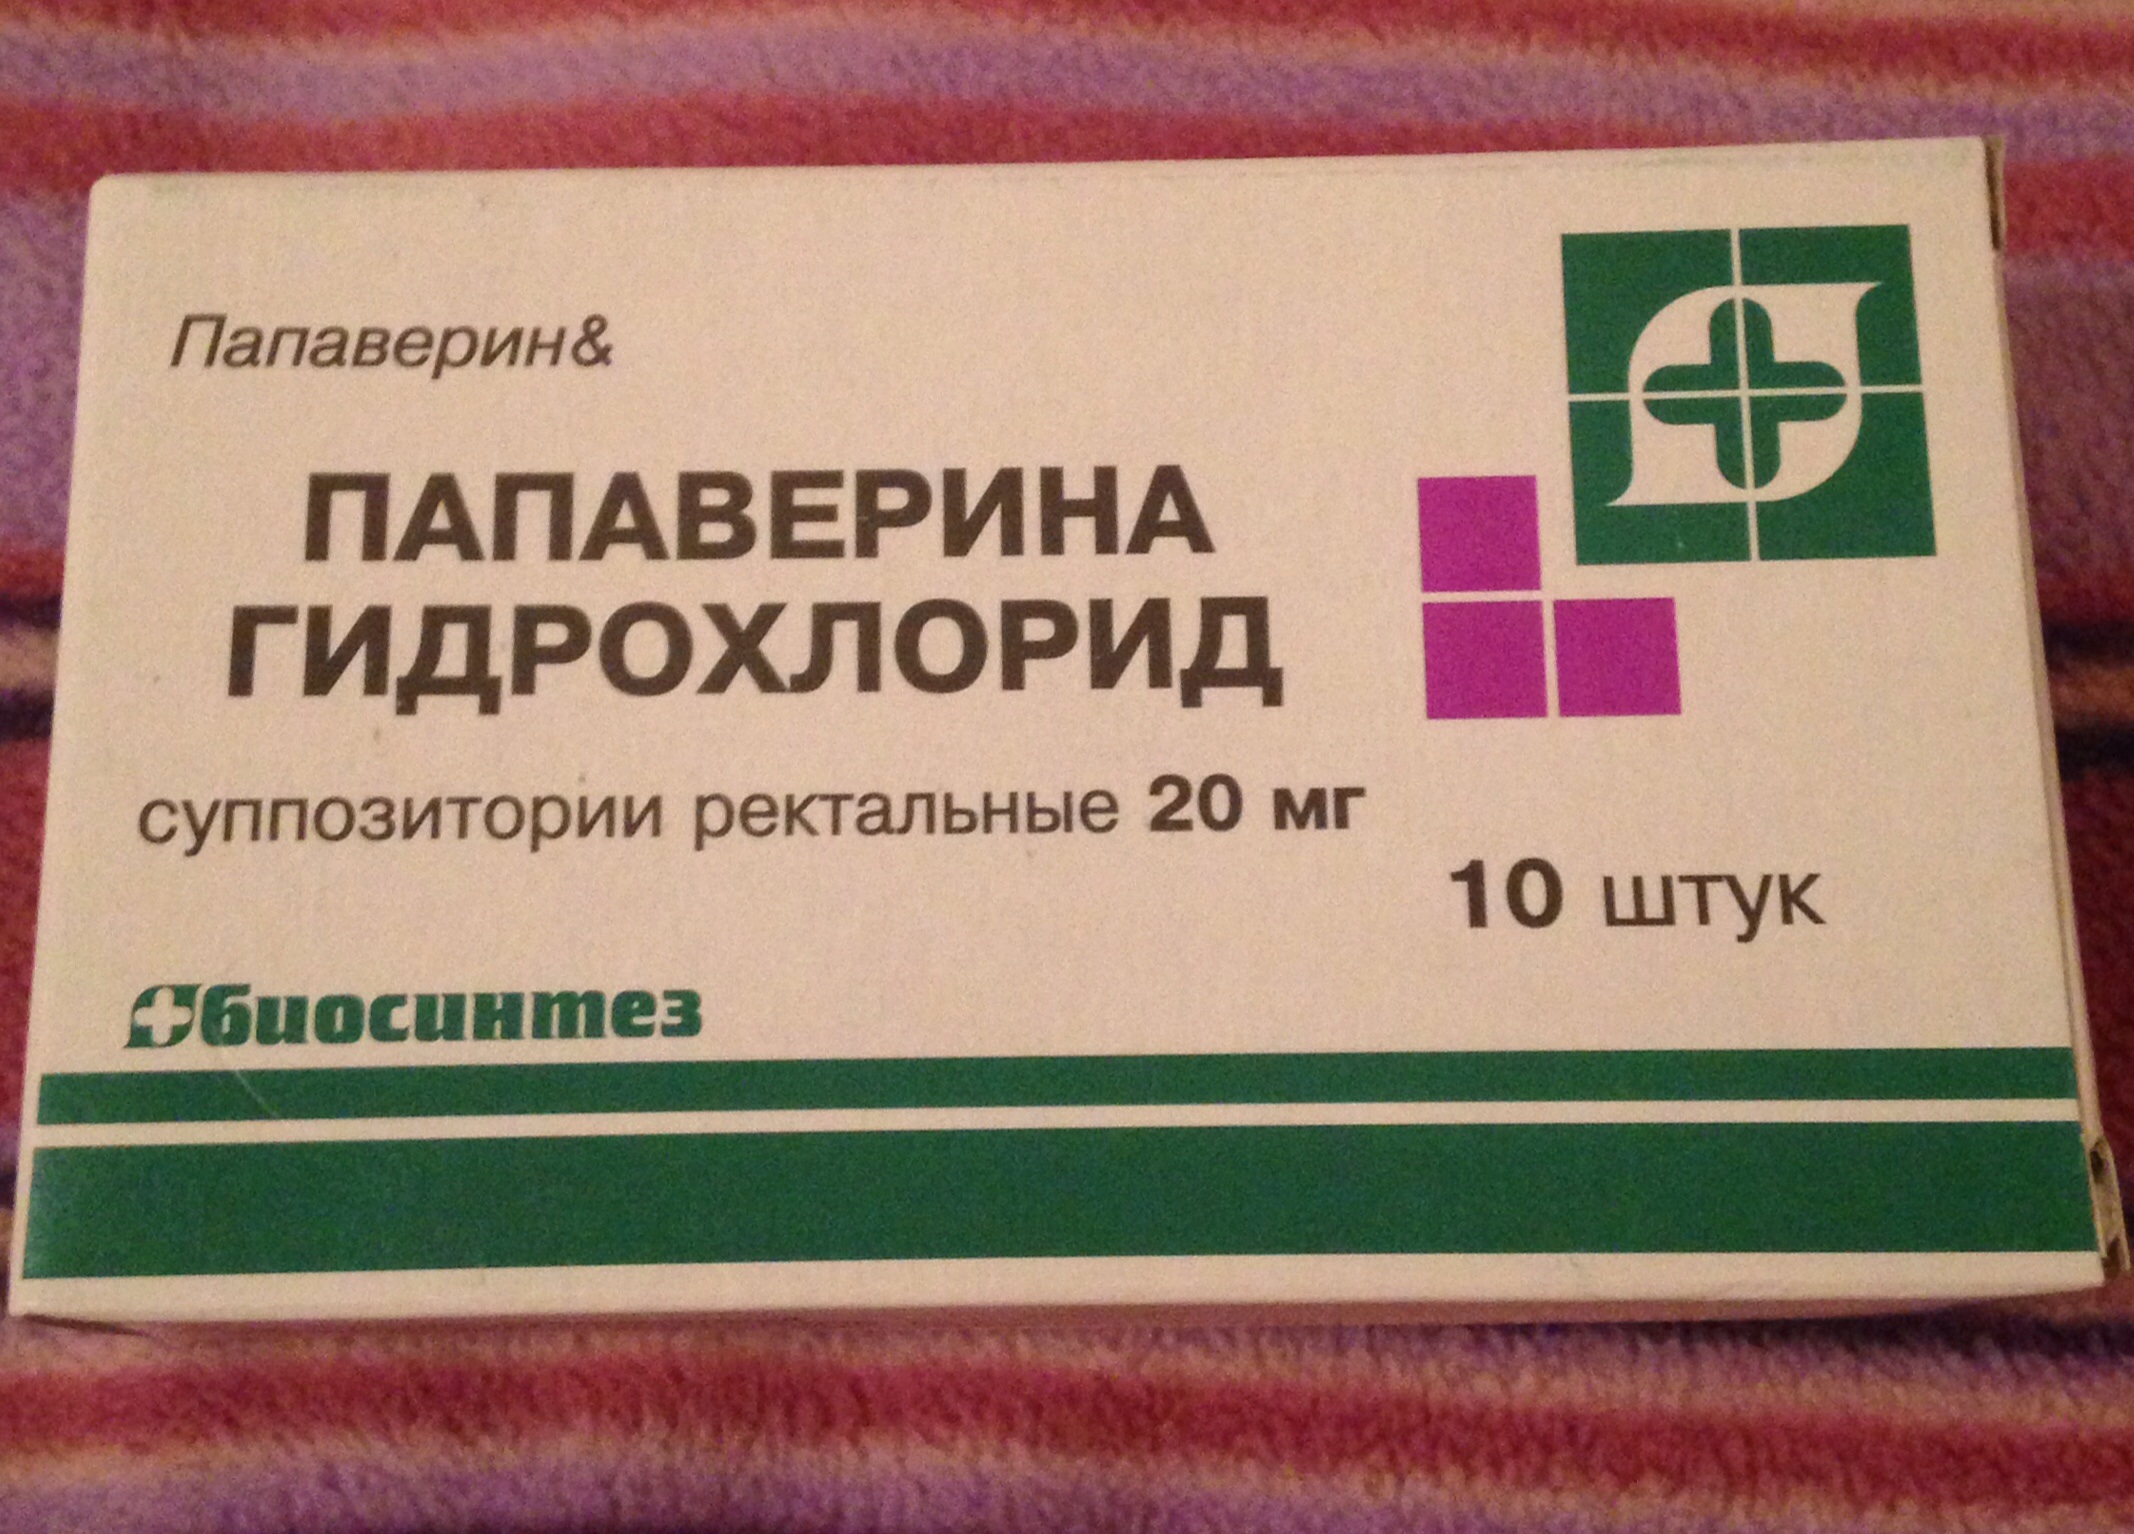 Папаверин&
ПАПАВЕРИНА
ГИДРОХЛОРИД
суппозитории ректальные 20 мг
10 штук
биосинтез